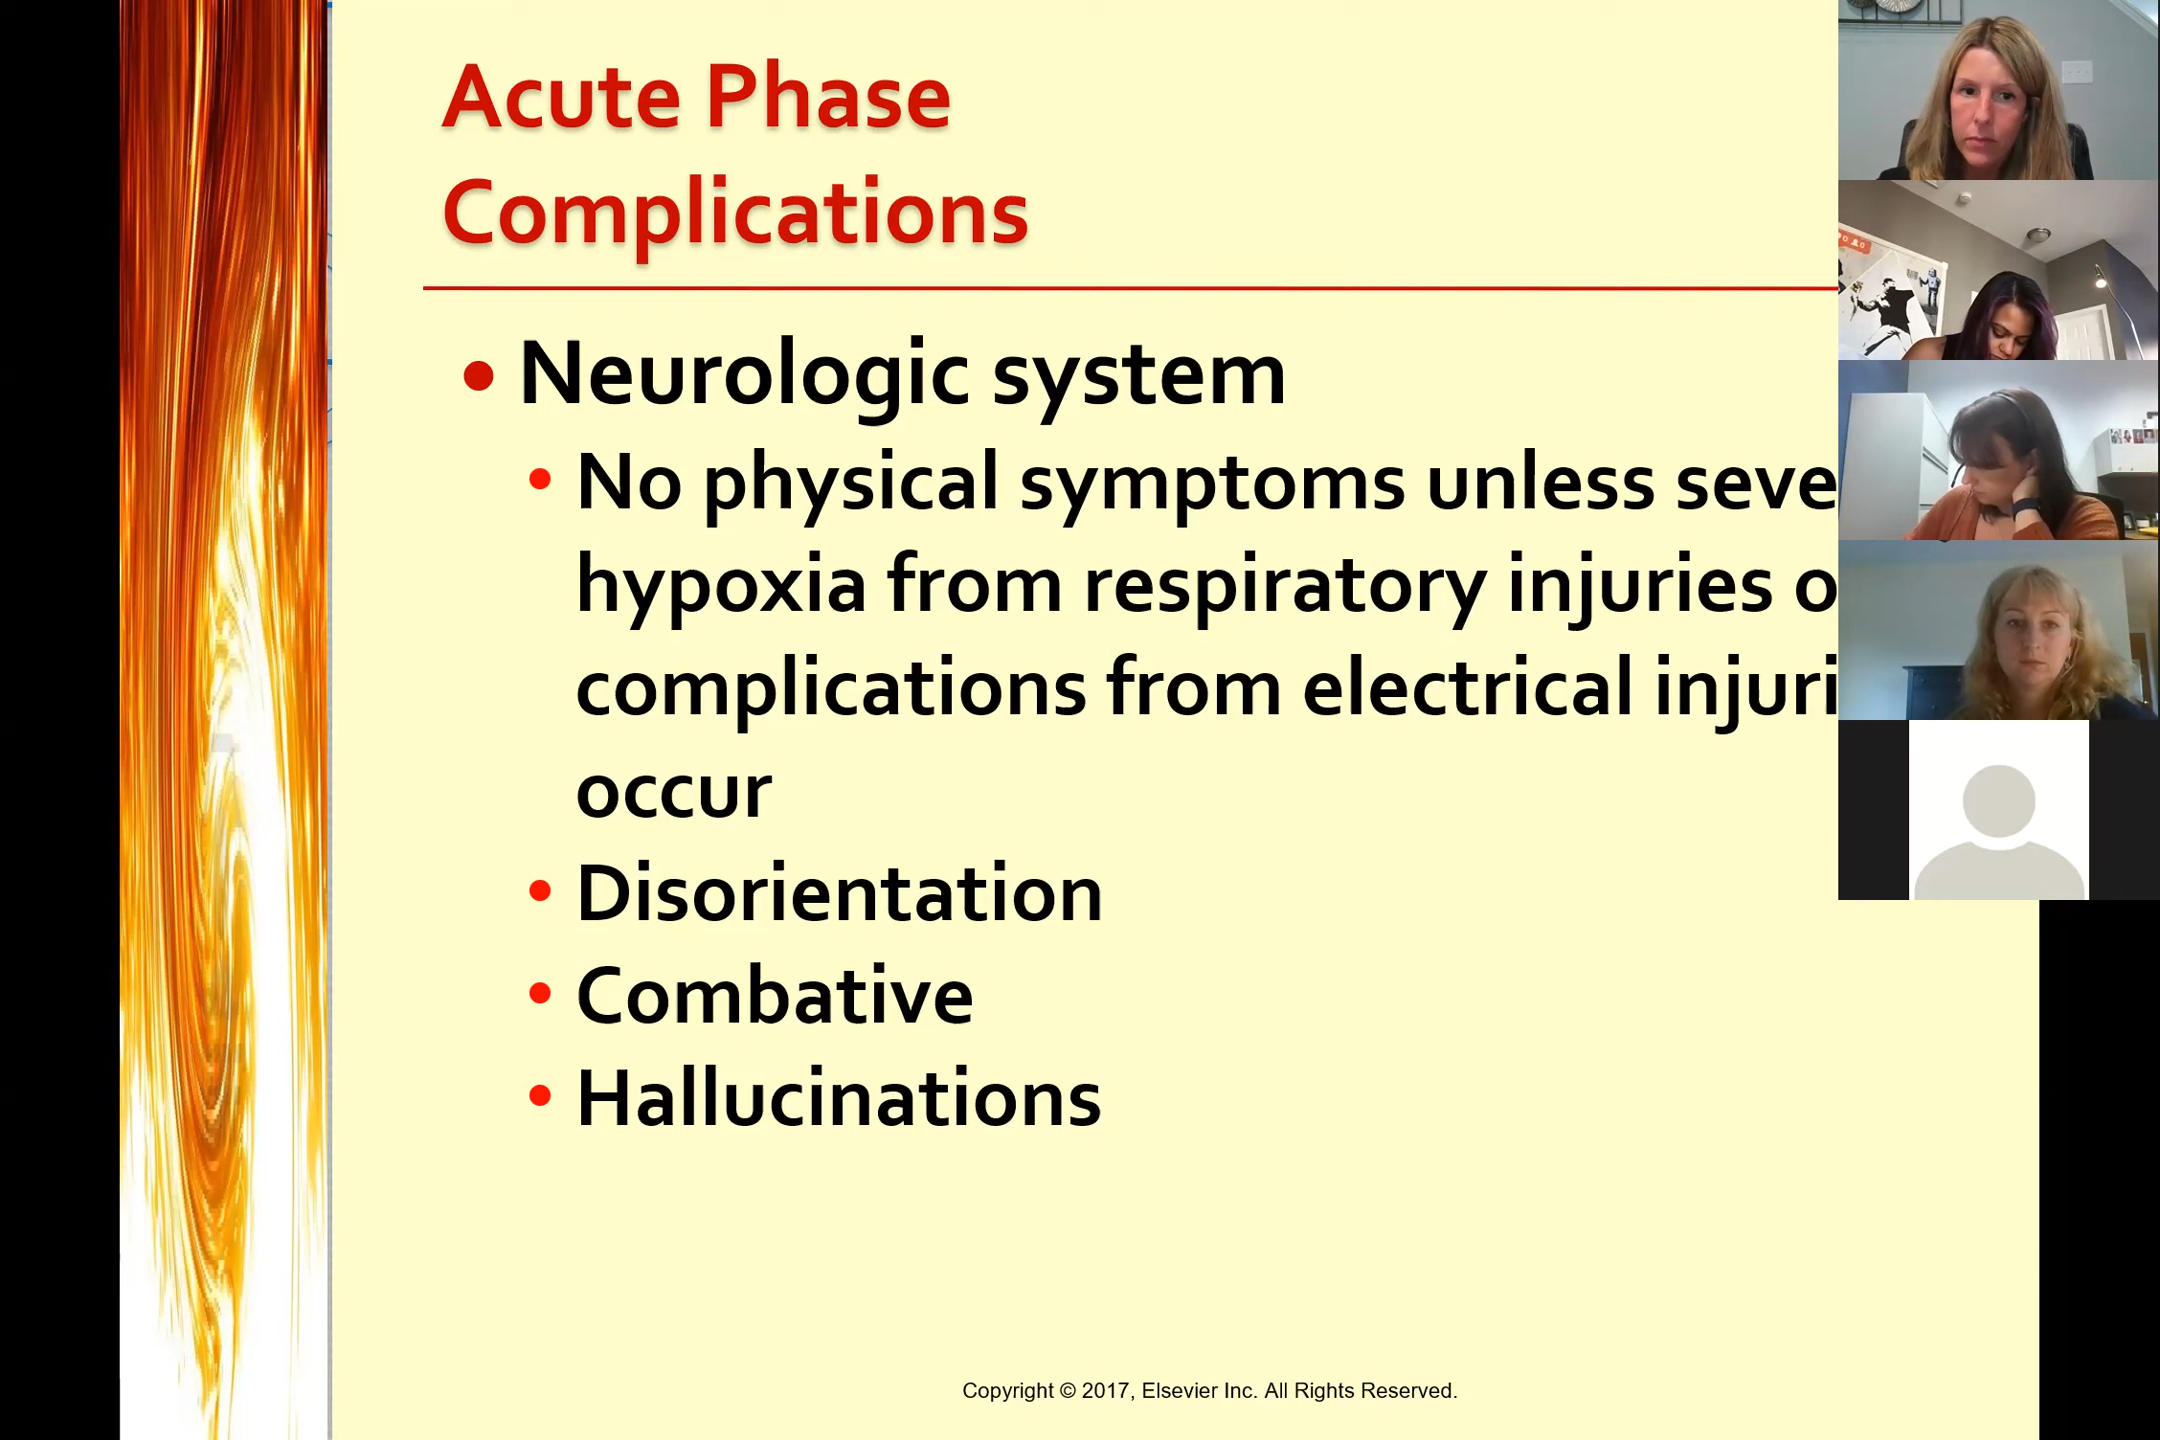 Acute Phase
Complications
• Neurologic system
• No physical symptoms unless seve
hypoxia from respiratory injuries o
complications from electrical injuri
occur
• Disorientation
• Combative
• Hallucinations
Copyright © 2017, Elsevier Inc. All Rights Reserved.